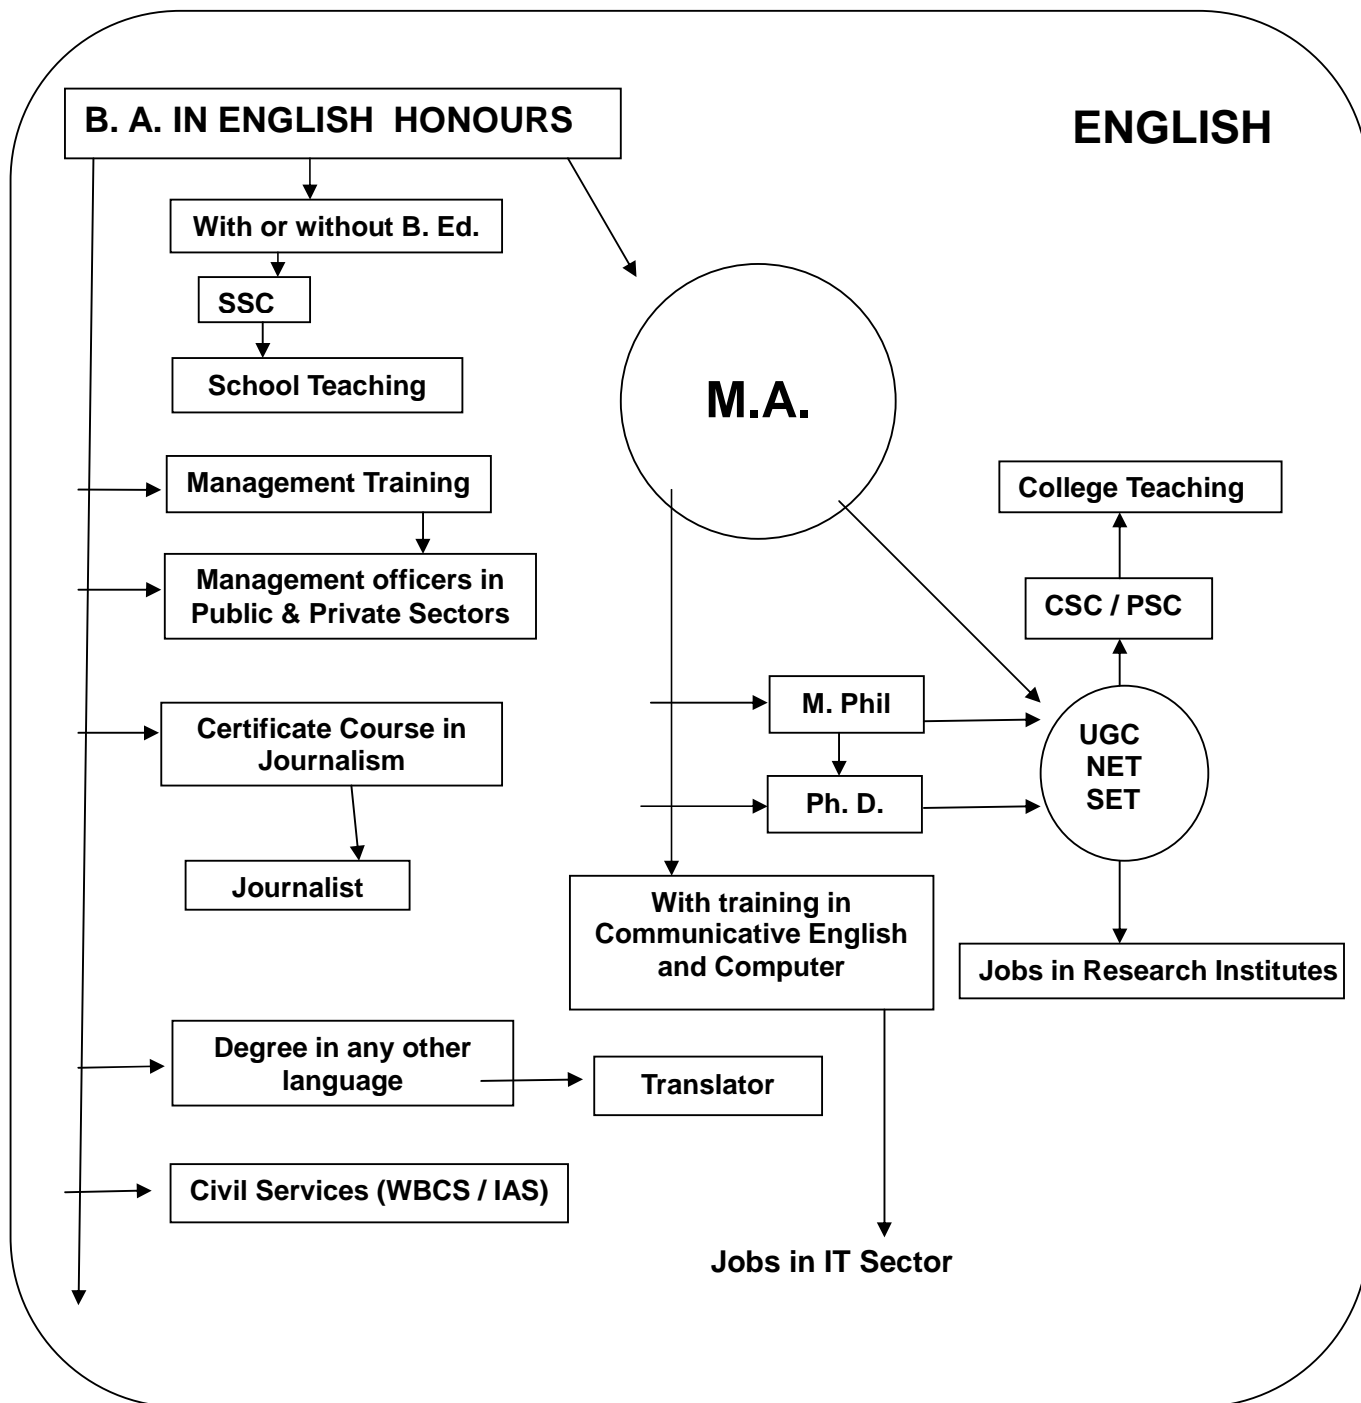 B. A. IN ENGLISH HONOURS
ENGLISH
With or without B. Ed.
SSC
School Teaching
M.A.
Management Training
College Teaching
Management officers in
Public & Private Sectors
CSC / PSC
M. Phil
Certificate Course in
Journalism
UGC
NET
SET
Ph. D.
Journalist
With training in
Communicative English
and Computer
Jobs in Research Institutes
Degree in any other
language
Translator
Civil Services (WBCS / IAS)
Jobs in IT Sector